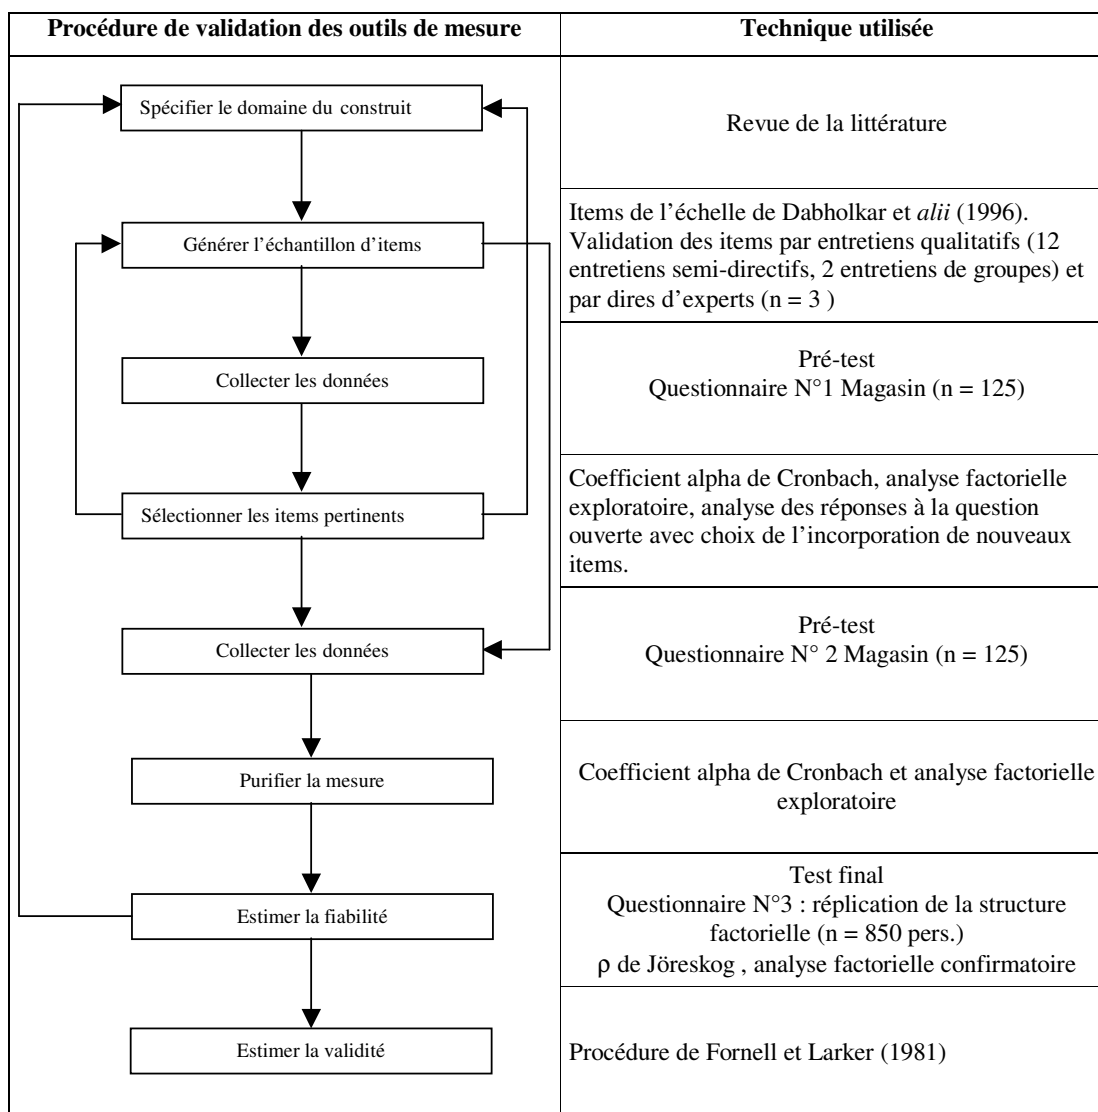 Procédure de validation des outils de mesure
Technique utilisée
Spécifier le domaine du construit
Revue de la littérature
Générer l'échantillon d'items
Items de l'échelle de Dabholkar et alii (1996).
Validation des items par entretiens qualitatifs (12
entretiens semi-directifs, 2 entretiens de groupes) et
par dires d'experts (n = 3 )
Collecter les données
Pré-test
Questionnaire N°1 Magasin (n = 125)
Sélectionner les items pertinents
Coefficient alpha de Cronbach, analyse factorielle
exploratoire, analyse des réponses à la question
ouverte avec choix de l'incorporation de nouveaux
items.
Collecter les données
Pré-test
Questionnaire N° 2 Magasin (n = 125)
Purifier la mesure
Coefficient alpha de Cronbach et analyse factorielle
exploratoire
Estimer la fiabilité
Test final
Questionnaire N°3 : réplication de la structure
factorielle (n = 850 pers.)
ρ de Jöreskog , analyse factorielle confirmatoire
Estimer la validité
Procédure de Fornell et Larker (1981)